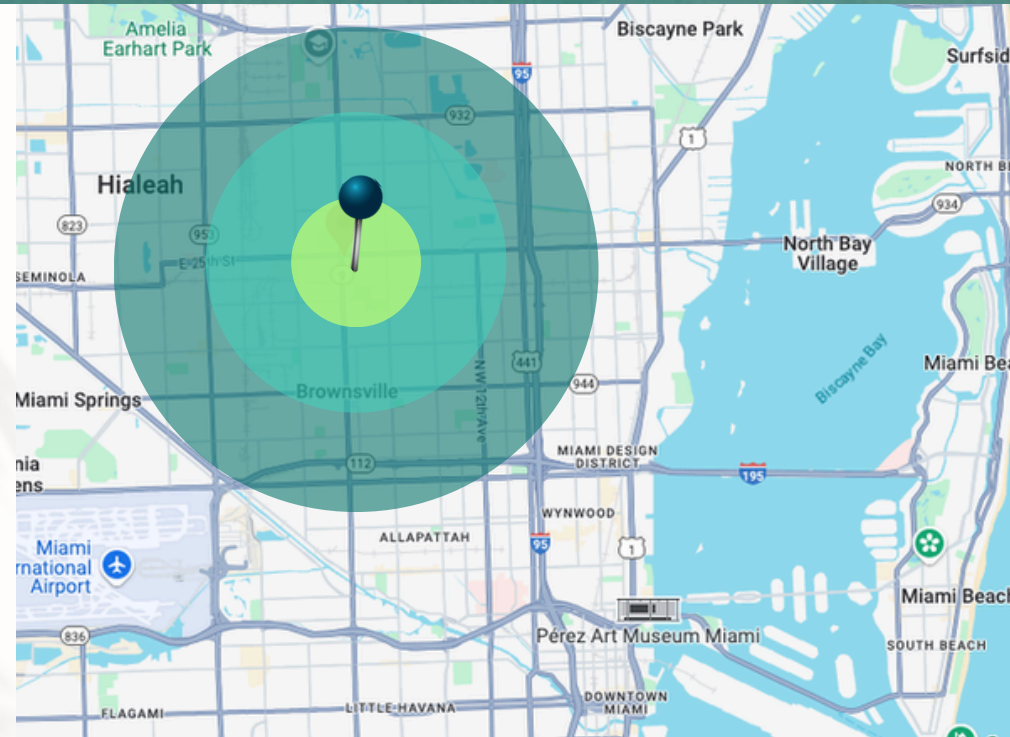 Amelia
Earhart Park
Biscayne Park
Surfsid
95
932
1
Hialeah
NORTH B
934
823
953
North Bay
Village
E 25th St
SEMINOLA
Biscayne Bay
441
Miami Bea
944
NW 12th Ave
Brownsville
Miami Springs
MIAMI DESIGN
DISTRICT
nia
ens
112
195
WYNWOOD
ALLAPATTAH
95
1
Miami
rnational
Airport
Miami Beach
836
Pérez Art Museum Miami
SOUTH BEACH
DOWNTOWN
MIAMI
LITTLE HAVANA
FLAGAMI